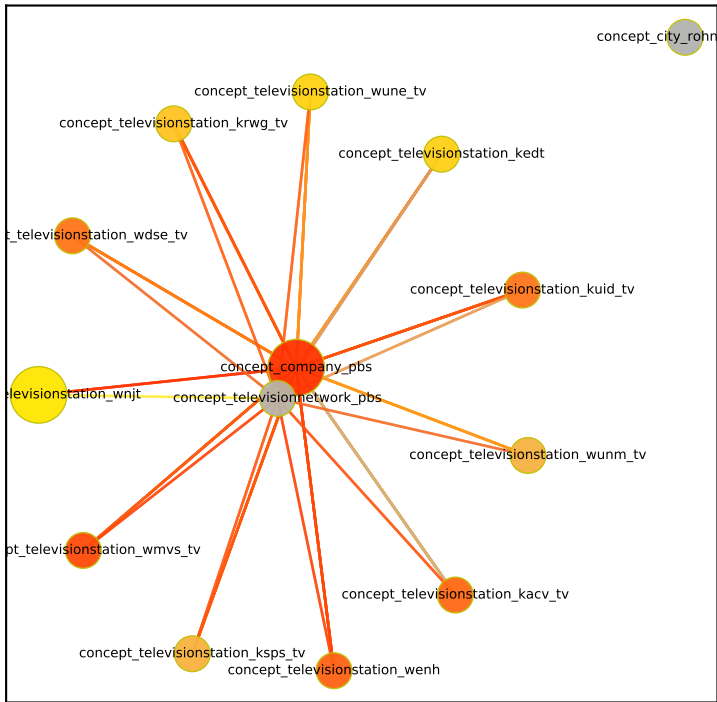 concept_city_rohn
concept_televisionstation_wune_tv
concept_televisionstation_krwg_tv
concept_televisionstation_kedt
t_televisionstation_wdse_tv
concept_televisionstation_kuid_tv
concept_company_pbs
elevisionstation_wnjt
concept_televisionnetwork_pbs
concept_televisionstation_wunm_tv
pt_televisionstation_wmvs_tv
concept_televisionstation_kacv_tv
concept_televisionstation_ksps_tv
concept_televisionstation_wenh